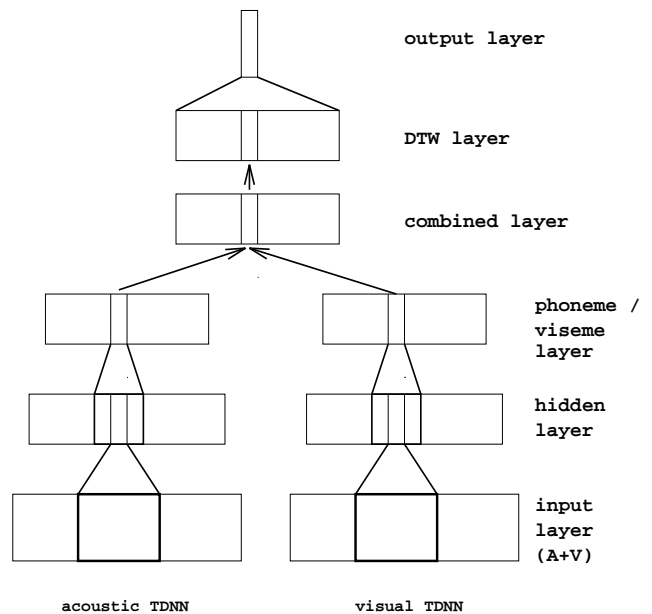 output layer
DTW layer
combined layer
phoneme /
viseme
layer
hidden
layer
input
layer
(A+V)
acoustic TDNN
visual TDNN